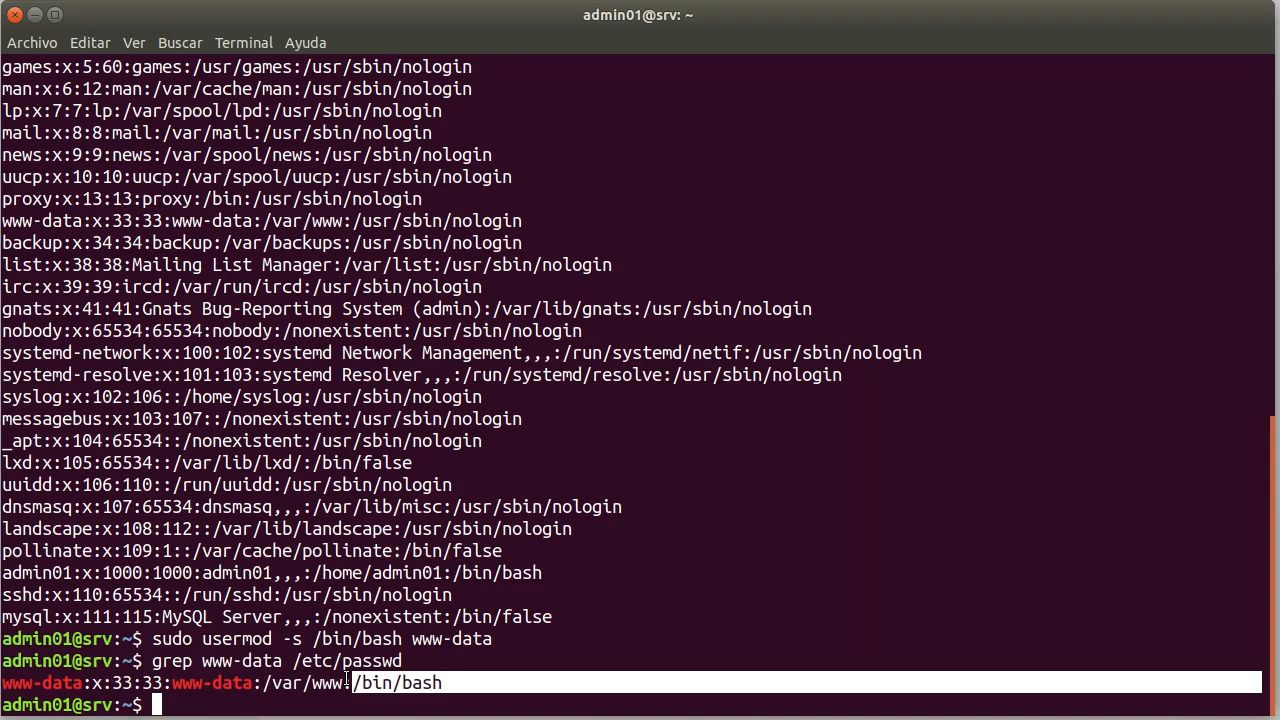 admin01@srv: ~
Archivo Editar Ver Buscar Terminal Ayuda
games:x:5:60:games:/usr/games:/usr/sbin/nologin
man:x:6:12:man:/var/cache/man:/usr/sbin/nologin
lp:x:7:7:lp:/var/spool/lpd:/usr/sbin/nologin
mail:x:8:8:mail:/var/mail:/usr/sbin/nologin
news:x:9:9:news:/var/spool/news:/usr/sbin/nologin
uucp:x:10:10:uucp:/var/spool/uucp:/usr/sbin/nologin
proxy:x:13:13:proxy:/bin:/usr/sbin/nologin
www-data:x:33:33:www-data:/var/www:/usr/sbin/nologin
backup:x:34:34:backup:/var/backups:/usr/sbin/nologin
list:x:38:38:Mailing List Manager:/var/list:/usr/sbin/nologin
irc:x:39:39:ircd:/var/run/ircd:/usr/sbin/nologin
gnats:x:41:41:Gnats Bug-Reporting System (admin):/var/lib/gnats:/usr/sbin/nologin
nobody:x:65534:65534:nobody:/nonexistent:/usr/sbin/nologin
systemd-network:x:100:102:systemd Network Management,,,:/run/systemd/netif:/usr/sbin/nologin
systemd-resolve:x:101:103:systemd Resolver,,,:/run/systemd/resolve:/usr/sbin/nologin
syslog:x:102:106::/home/syslog:/usr/sbin/nologin
messagebus:x:103:107::/nonexistent:/usr/sbin/nologin
_apt:x:104:65534::/nonexistent:/usr/sbin/nologin
lxd:x:105:65534::/var/lib/lxd/:/bin/false
uuidd:x:106:110::/run/uuidd:/usr/sbin/nologin
dnsmasq:x:107:65534:dnsmasq,,,:/var/lib/misc:/usr/sbin/nologin
landscape:x:108:112::/var/lib/landscape:/usr/sbin/nologin
pollinate:x:109:1::/var/cache/pollinate:/bin/false
admin01:x:1000:1000:admin01,,,:/home/admin01:/bin/bash
sshd:x:110:65534::/run/sshd:/usr/sbin/nologin
mysql:x:111:115:MySQL Server,,,:/nonexistent:/bin/false
admin01@srv:~$ sudo usermod -s /bin/bash www-data
admin01@srv:~$ grep www-data /etc/passwd
www-data:x:33:33:www-data:/var/www:/bin/bash
admin01@srv:~$